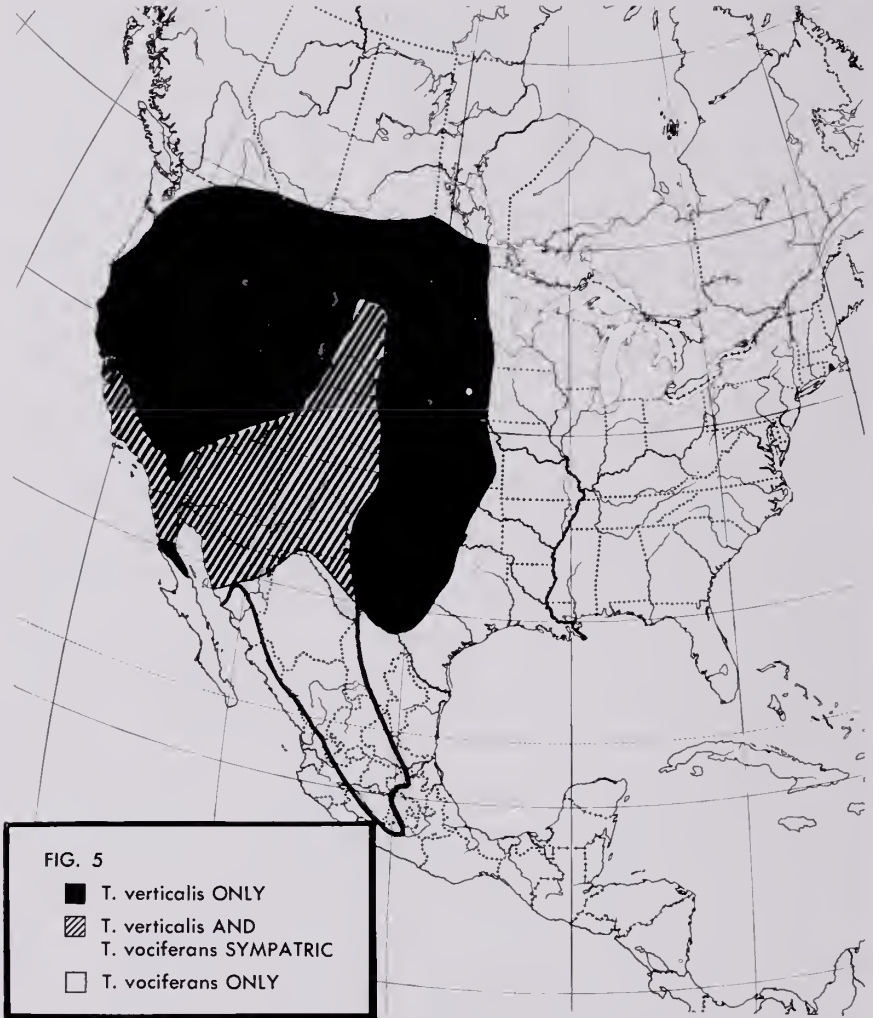 FIG. 5
T. verticalis ONLY
T. verticalis AND
T. vociferans SYMPATRIC
T. vociferans ONLY